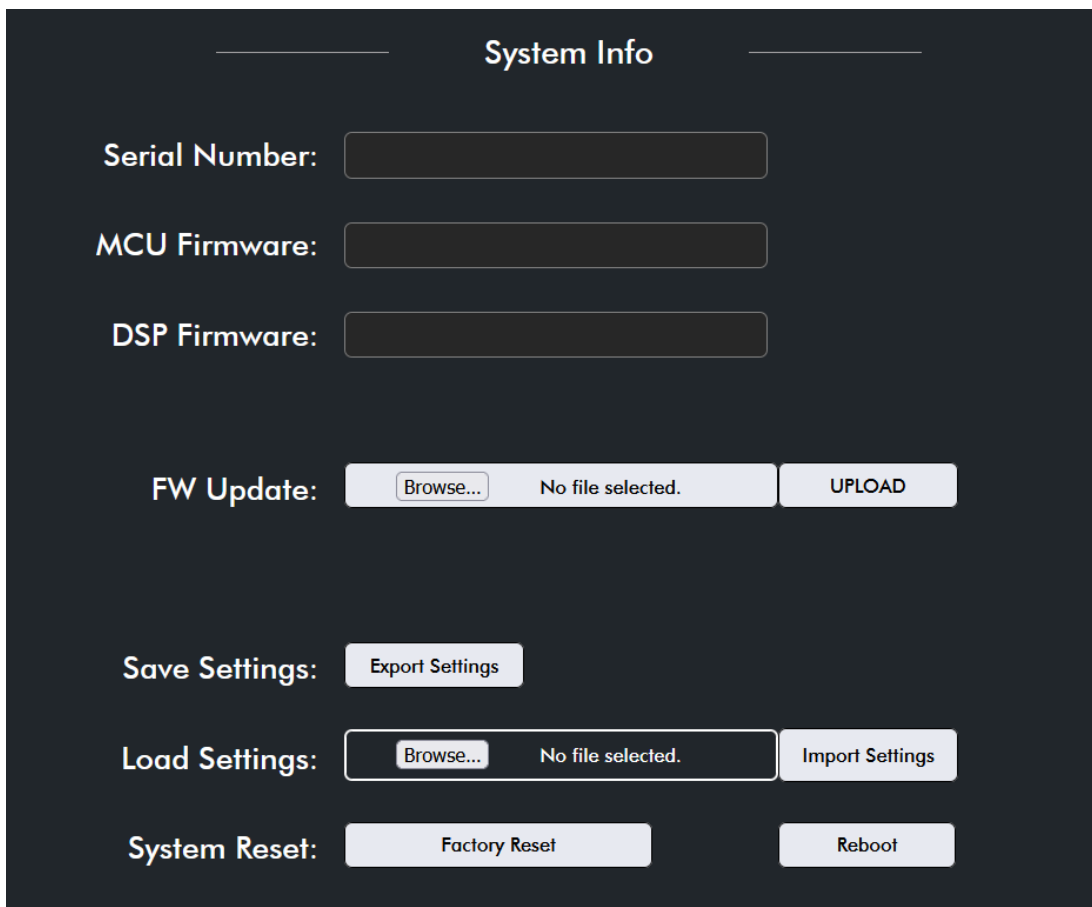 System Info
Serial Number:
MCU Firmware:
DSP Firmware:
FW Update: Browse... No file selected. UPLOAD
Save Settings: Export Settings
Load Settings: Browse... No file selected. Import Settings
System Reset: Factory Reset Reboot